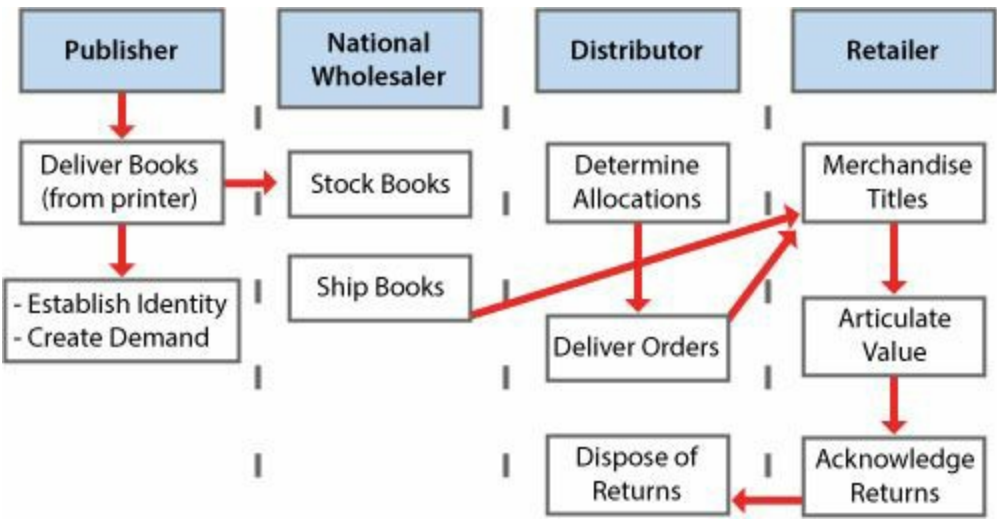 Publisher
National
Wholesaler
Distributor
Retailer
Deliver Books
(from printer)
Stock Books
Determine
Allocations
Merchandise
Titles
Ship Books
- Establish Identity
- Create Demand
Deliver Orders
Articulate
Value
Dispose of
Returns
Acknowledge
Returns